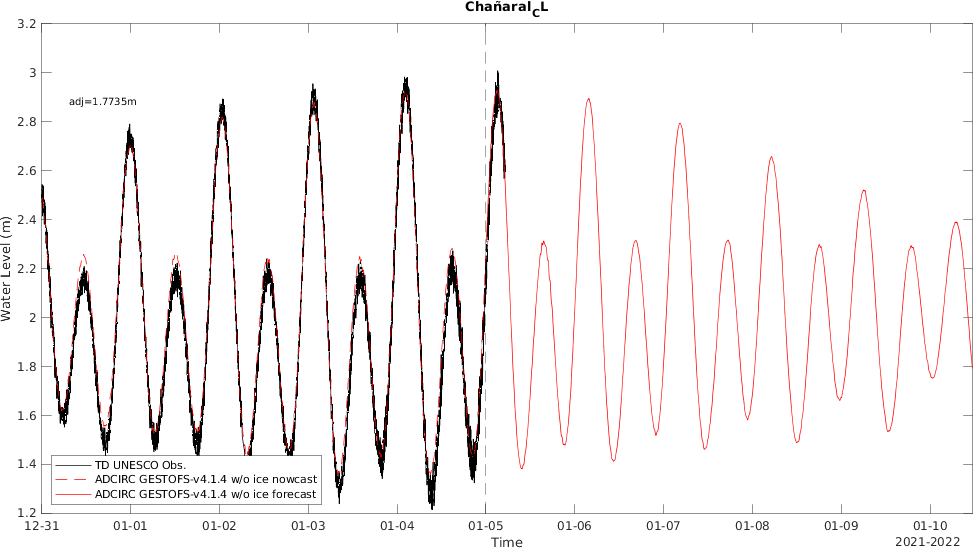 Chañaral_CL
3.2
3
2.8
2.6
2.4
2.2
2
1.8
1.6
1.4
1.2
Water Level (m)
adj=1.7735m
TD UNESCO Obs.
ADCIRC GESTOFS-v4.1.4 w/o ice nowcast
ADCIRC GESTOFS-v4.1.4 w/o ice forecast
12-31 01-01 01-02 01-03 01-04 01-05 01-06 01-07 01-08 01-09 01-10
Time
2021-2022